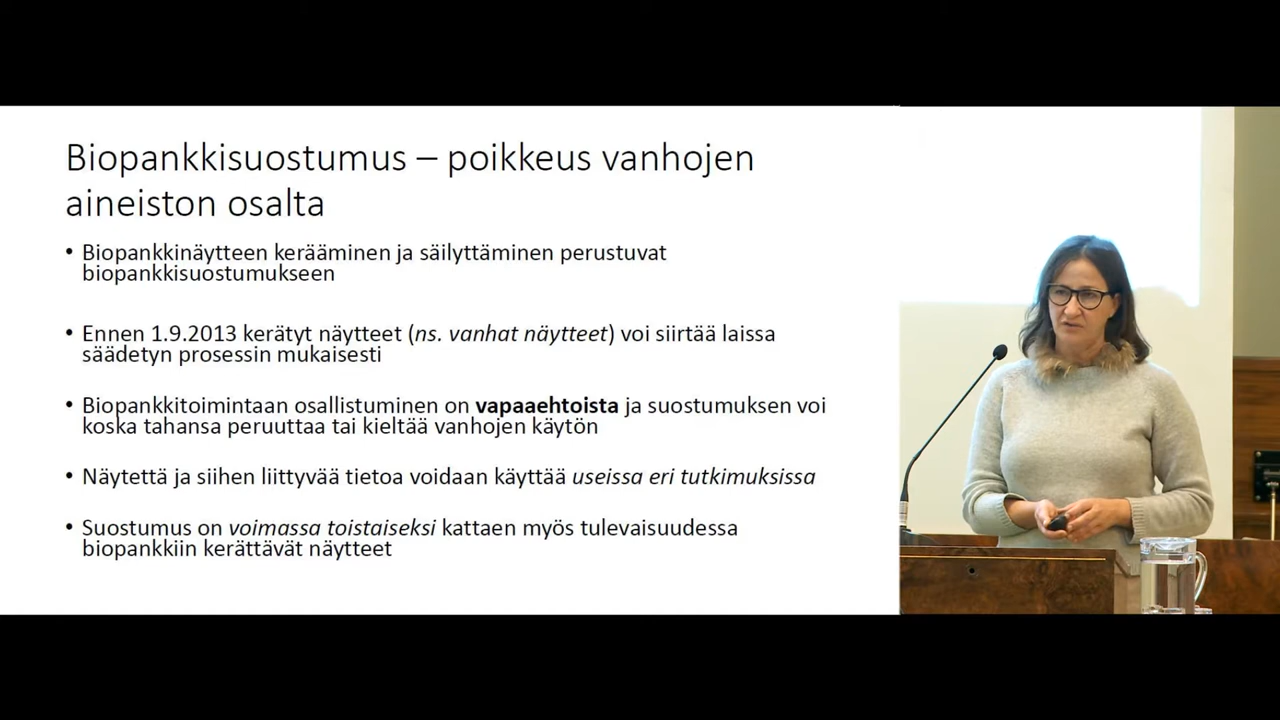 Biopankkisuostumus – poikkeus vanhojen
aineiston osalta
• Biopankkinäytteen kerääminen ja säilyttäminen perustuvat
biopankkisuostumukseen
• Ennen 1.9.2013 kerätyt näytteet (ns. vanhat näytteet) voi siirtää laissa
säädetyn prosessin mukaisesti
• Biopankkitoimintaan osallistuminen on vapaaehtoista ja suostumuksen voi
koska tahansa peruuttaa tai kieltää vanhojen käytön
• Näytettä ja siihen liittyvää tietoa voidaan käyttää useissa eri tutkimuksissa
• Suostumus on voimassa toistaiseksi kattaen myös tulevaisuudessa
biopankkiin kerättävät näytteet